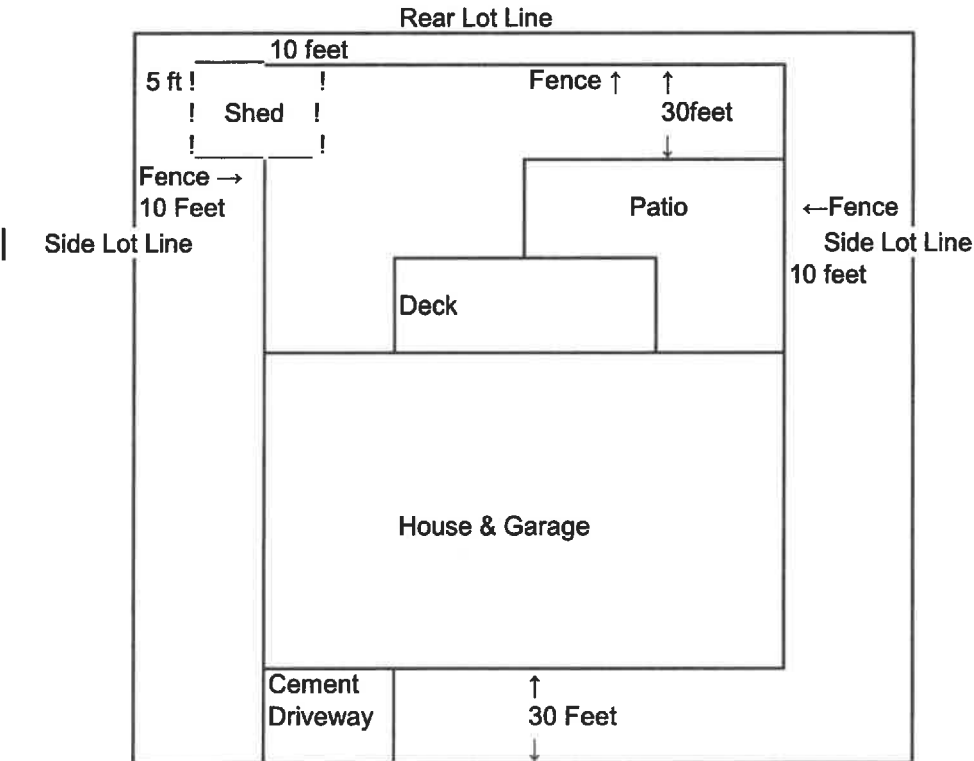 Rear Lot Line
10 feet
5 ft ! ! Fence ↑ ↑
! Shed ! 30feet
! ! ↓
Fence →
10 Feet Patio ←Fence
| Side Lot Line Side Lot Line
10 feet
Deck
House & Garage
Cement ↑
Driveway 30 Feet
↓